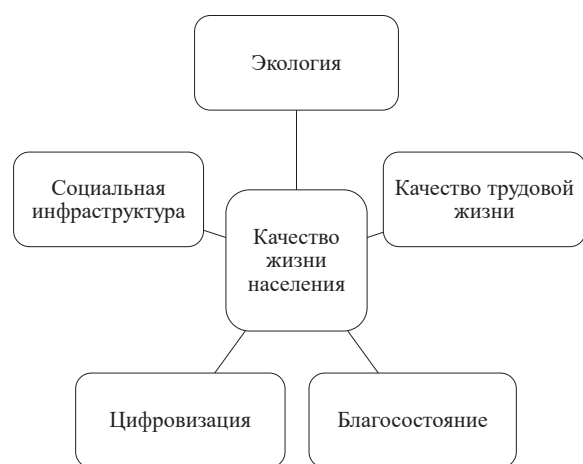 Экология
Социальная
инфраструктура
Качество трудовой
жизни
Качество
жизни
населения
Цифровизация
Благосостояние